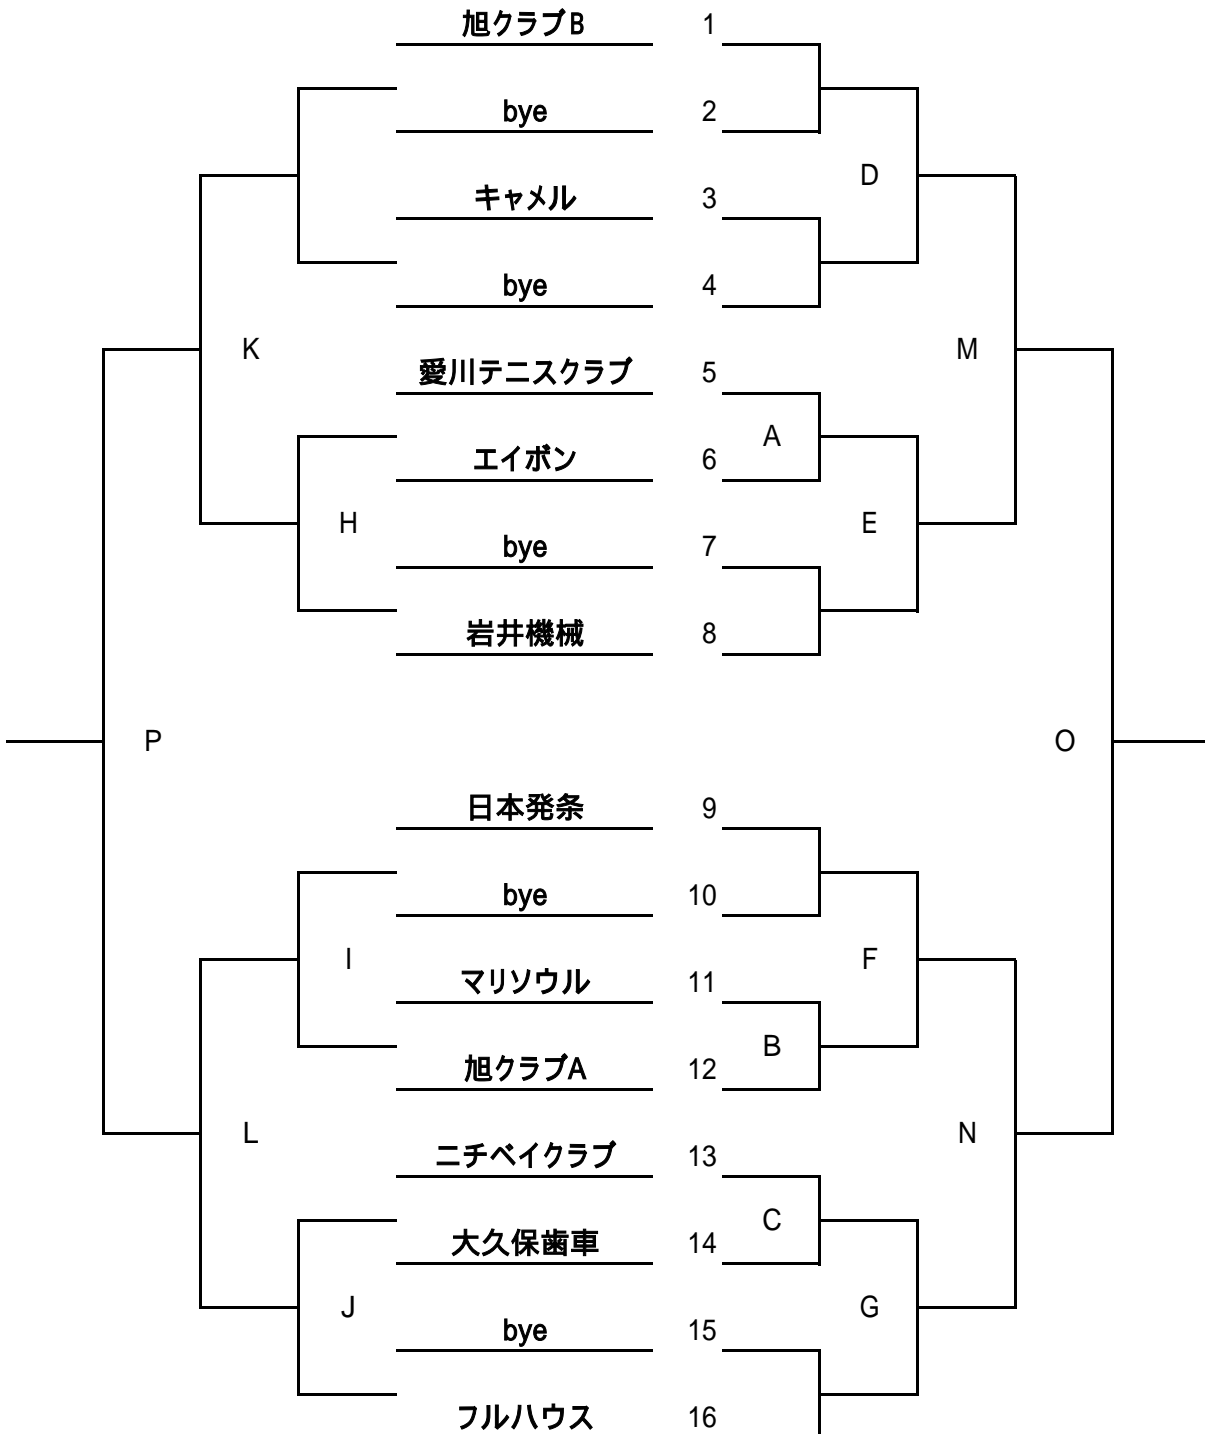 旭クラブB 1
bye 2
D
キャメル 3
bye 4
K
M
愛川テニスクラブ 5
A
エイボン 6
H
E
bye 7
岩井機械 8
P
O
日本発条 9
bye 10
I
F
マリソウル 11
B
旭クラブA 12
L
N
ニチベイクラブ 13
C
大久保歯車 14
J
G
bye 15
フルハウス 16